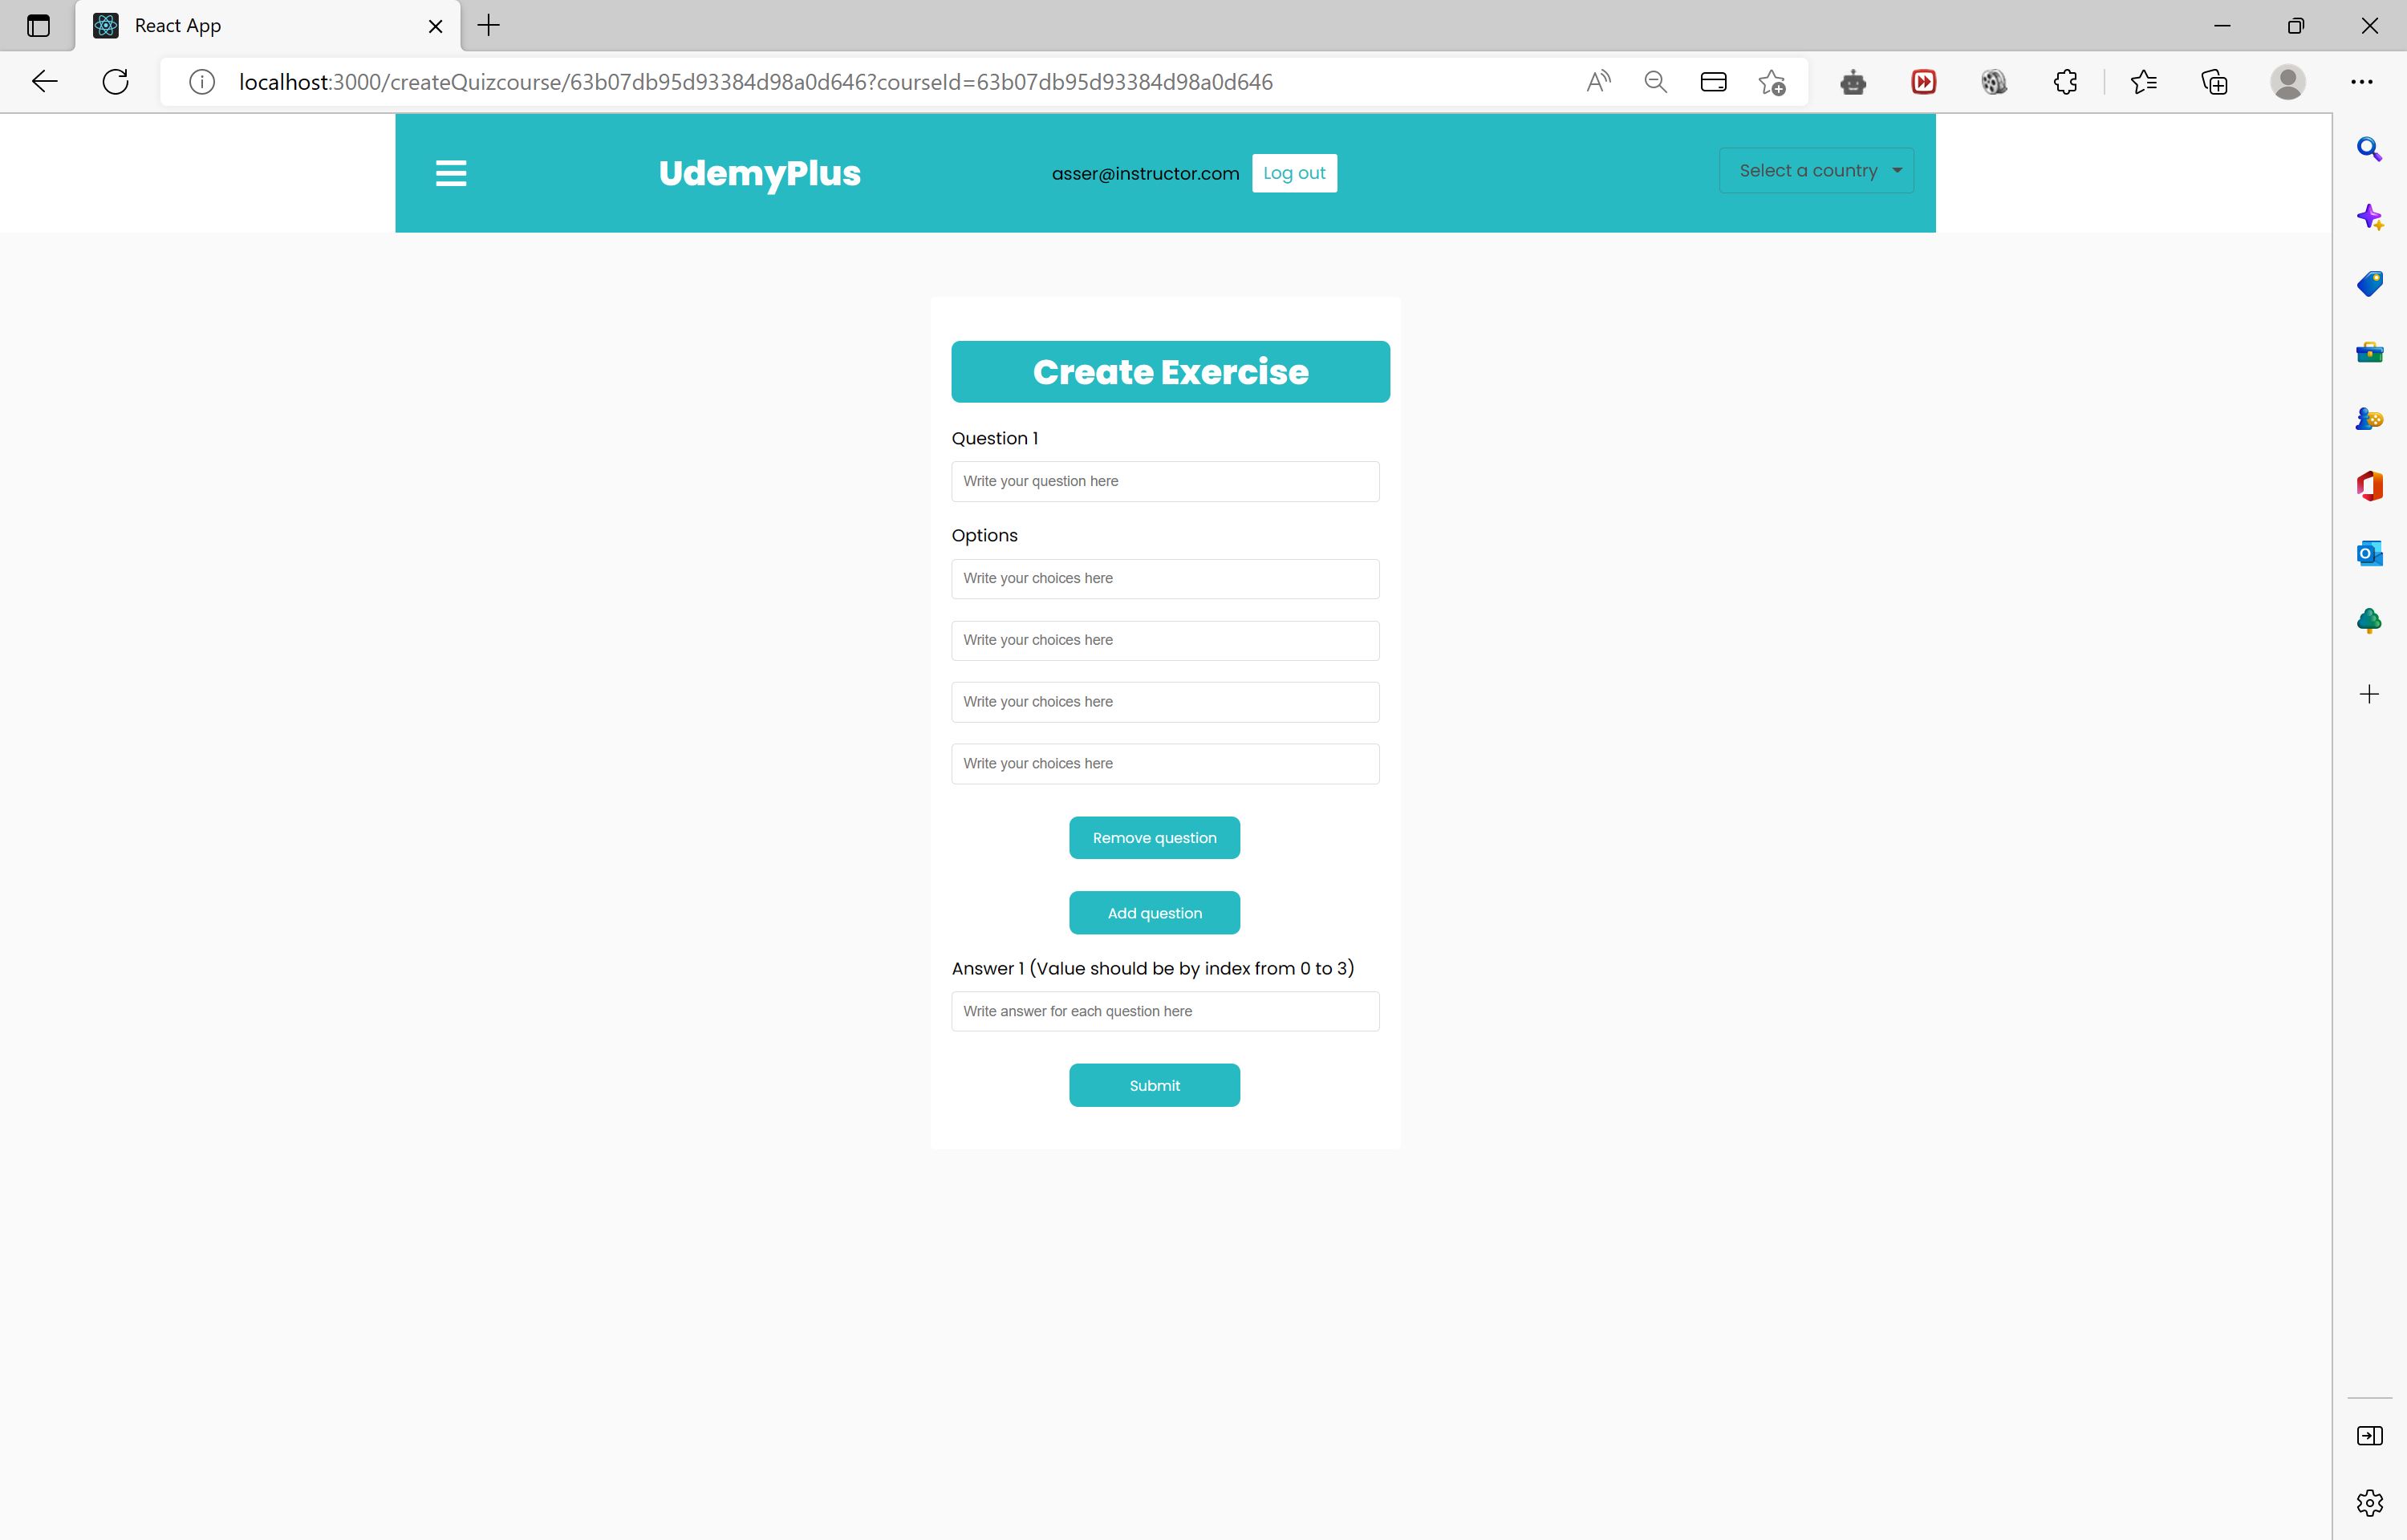 React App
localhost:3000/createQuizcourse/63b07db95d93384d98a0d646?courseId=63b07db95d93384d98a0d646
UdemyPlus
asser@instructor.com
Log out
Select a country
Create Exercise
Question 1
Write your question here
Options
Write your choices here
Write your choices here
Write your choices here
Write your choices here
Remove question
Add question
Answer 1 (Value should be by index from 0 to 3)
Write answer for each question here
Submit